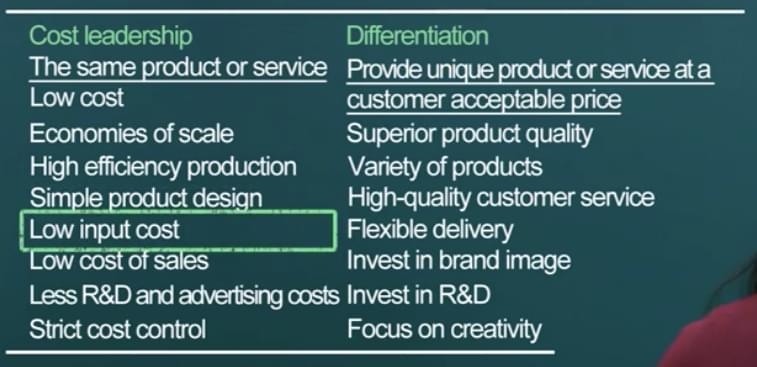 Cost leadership
Differentiation
The same product or service
Provide unique product or service at a
Low cost
customer acceptable price
Economies of scale
Superior product quality
High efficiency production
Variety of products
Simple product design
High-quality customer service
Low input cost
Flexible delivery
Low cost of sales
Invest in brand image
Less R&D and advertising costs
Invest in R&D
Strict cost control
Focus on creativity